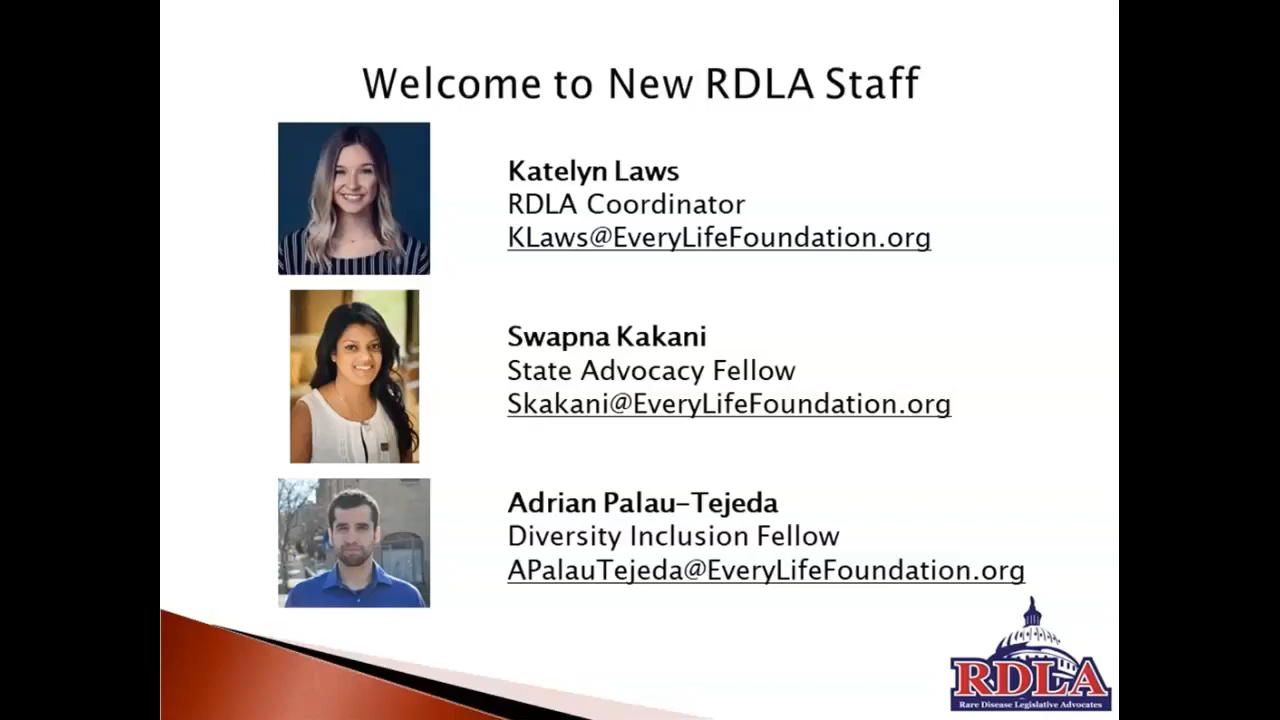 Welcome to New RDLA Staff
Katelyn Laws
RDLA Coordinator
KLaws@EveryLifeFoundation.org
Swapna Kakani
State Advocacy Fellow
Skakani@EveryLifeFoundation.org
Adrian Palau-Tejeda
Diversity Inclusion Fellow
APalauTejeda@EveryLifeFoundation.org
RDLA
Rare Disease Legislative Advocates